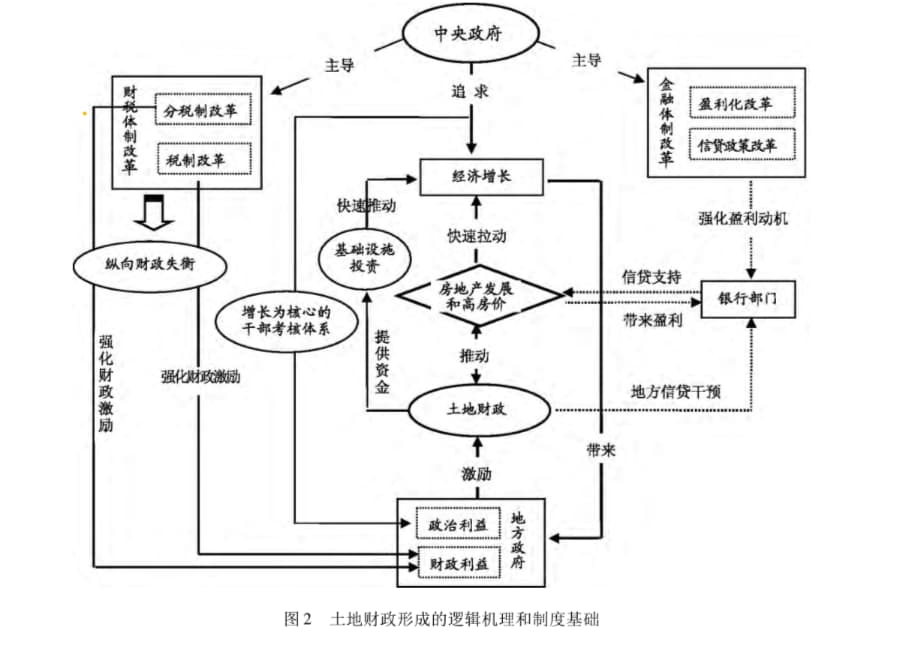 中央政府
主导
主导
追 求
财税体制改革
分税制改革
税制改革
金融体制改革
盈利化改革
信贷政策改革
经济增长
快速推动
强化盈利动机
快速拉动
纵向财政失衡
基础设施
投资
信贷支持
房地产发展
和高房价
银行部门
增长为核心的
干部考核体系
带来盈利
强化财政激励
强化财政激励
提供资金
推动
地方信贷干预
土地财政
带来
激励
地方政府
政治利益
财政利益
图 2 土地财政形成的逻辑机理和制度基础